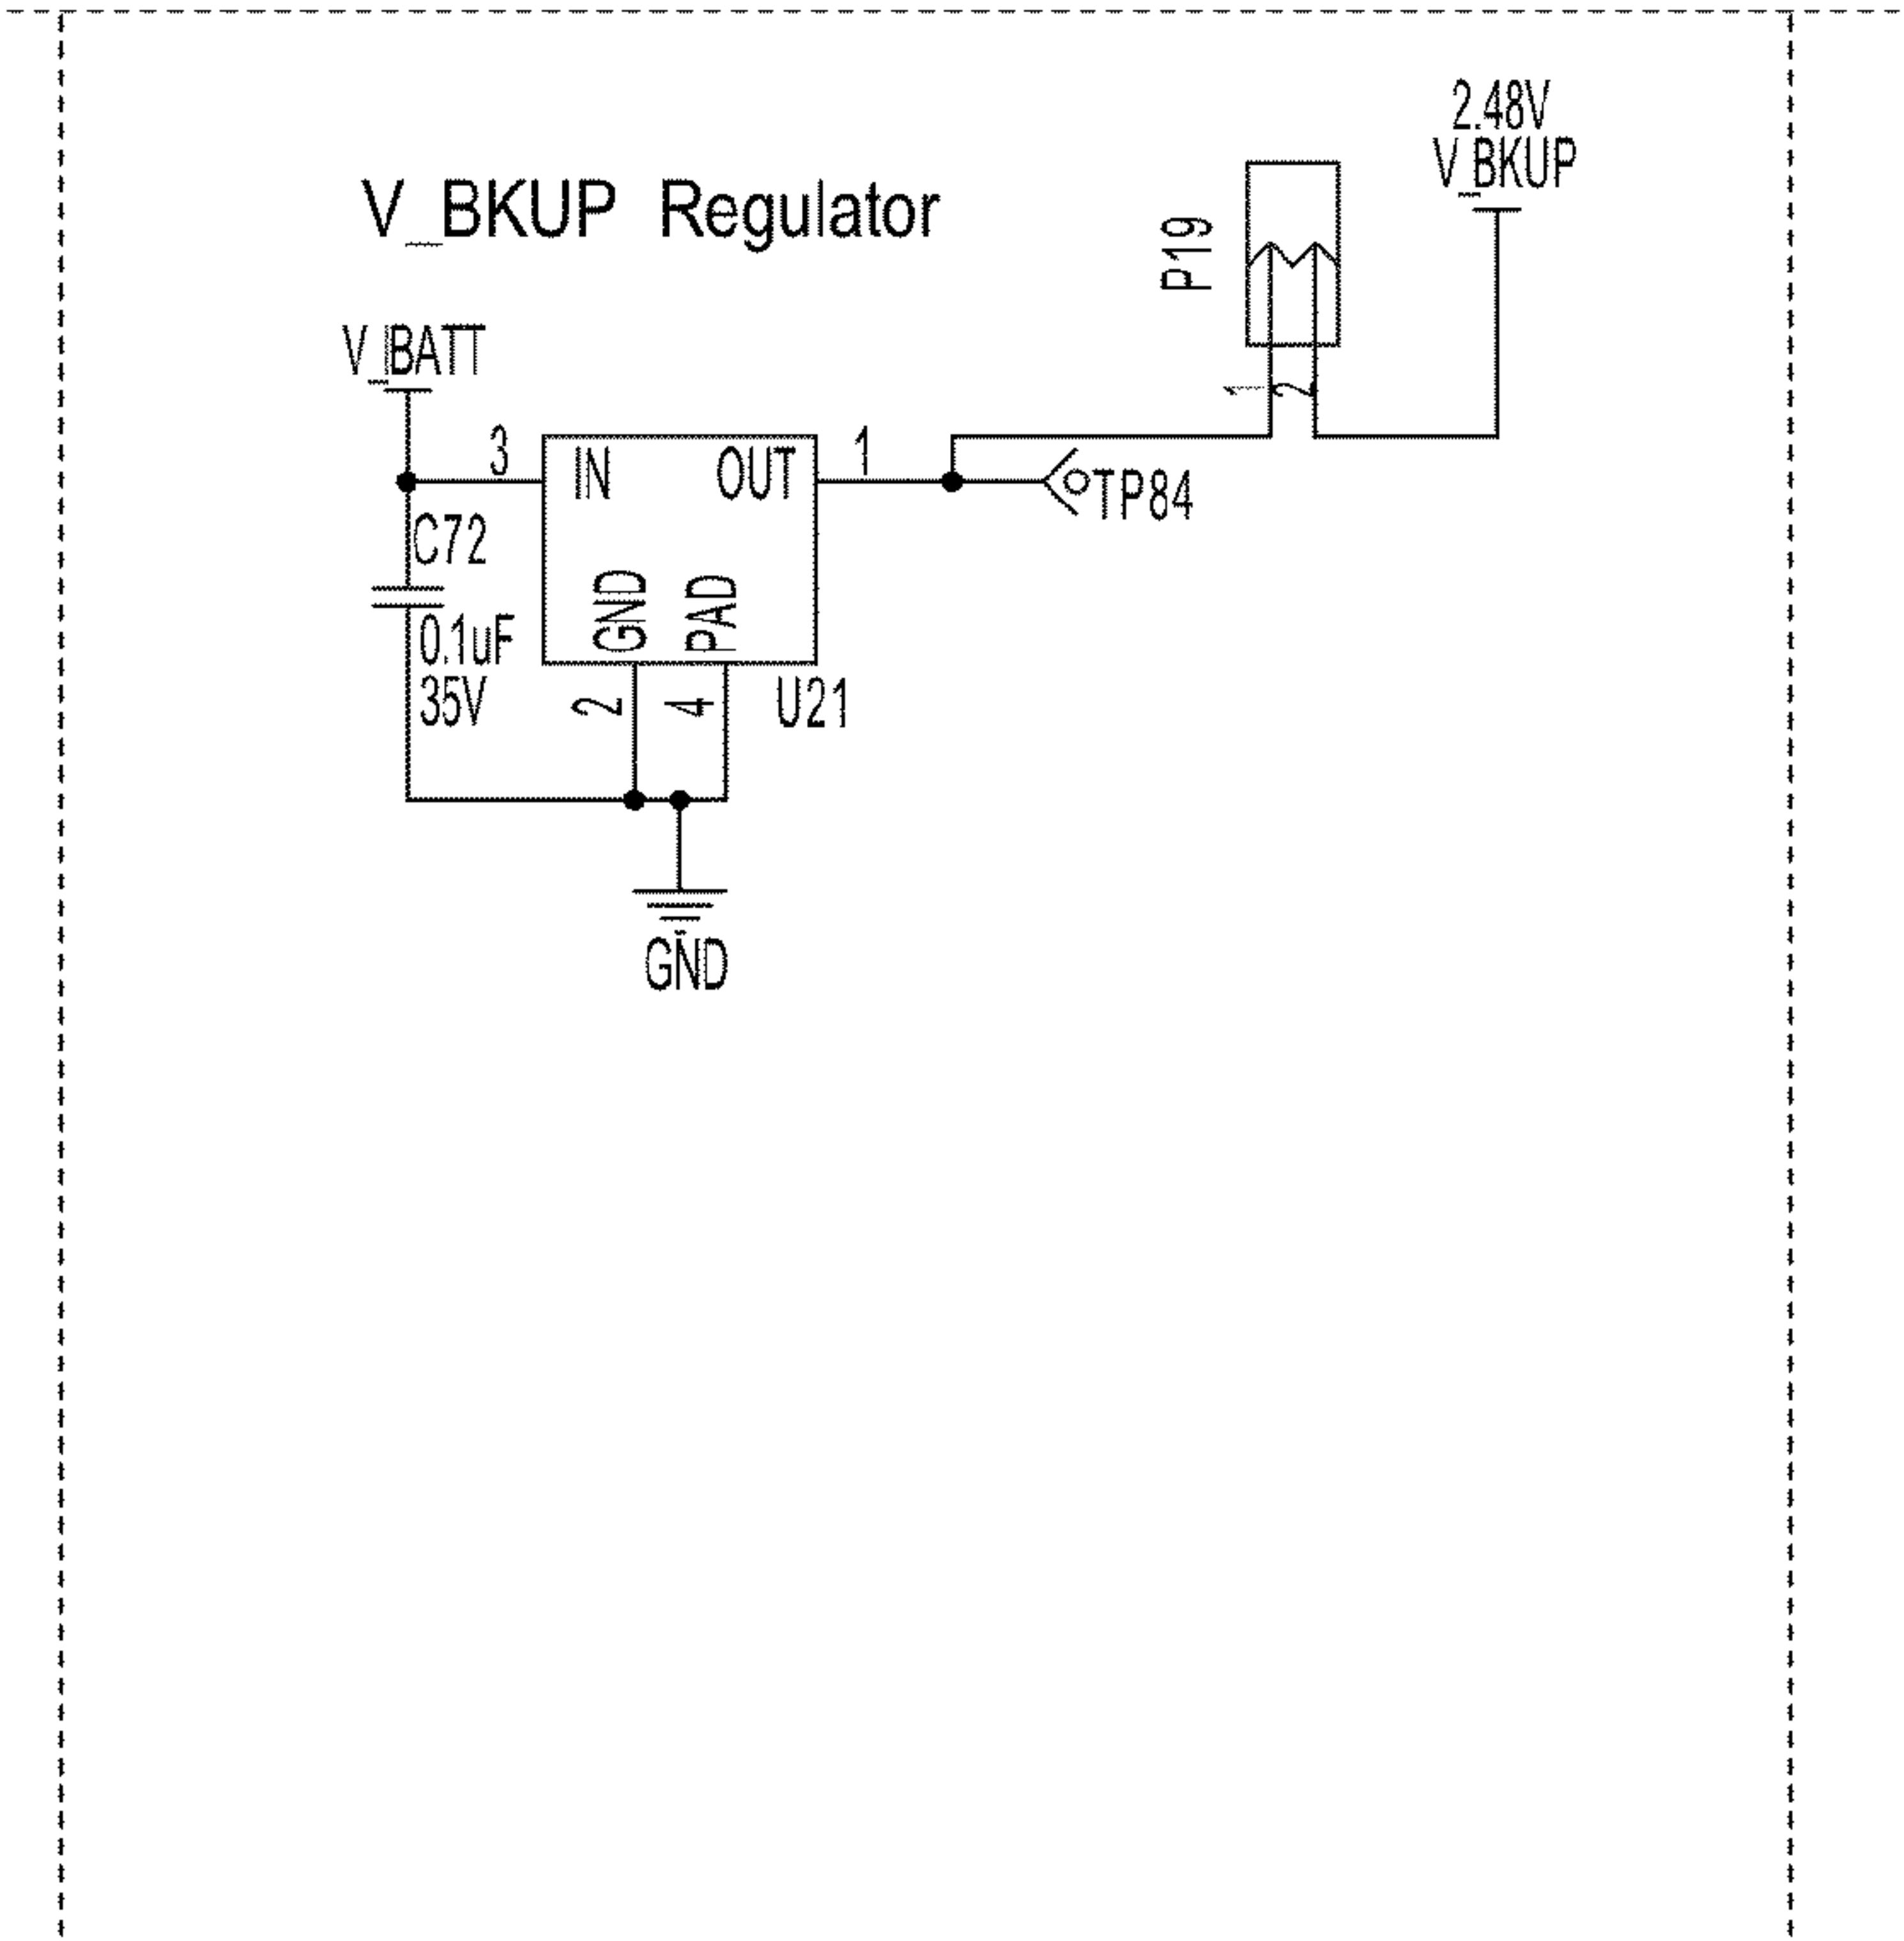 2.48V
V_BKUP
V_BKUP Regulator
P19
V_BATT
1
2
3
IN
OUT
1
TP84
C72
0.1uF
35V
GND
PAD
2
4
U21
GND